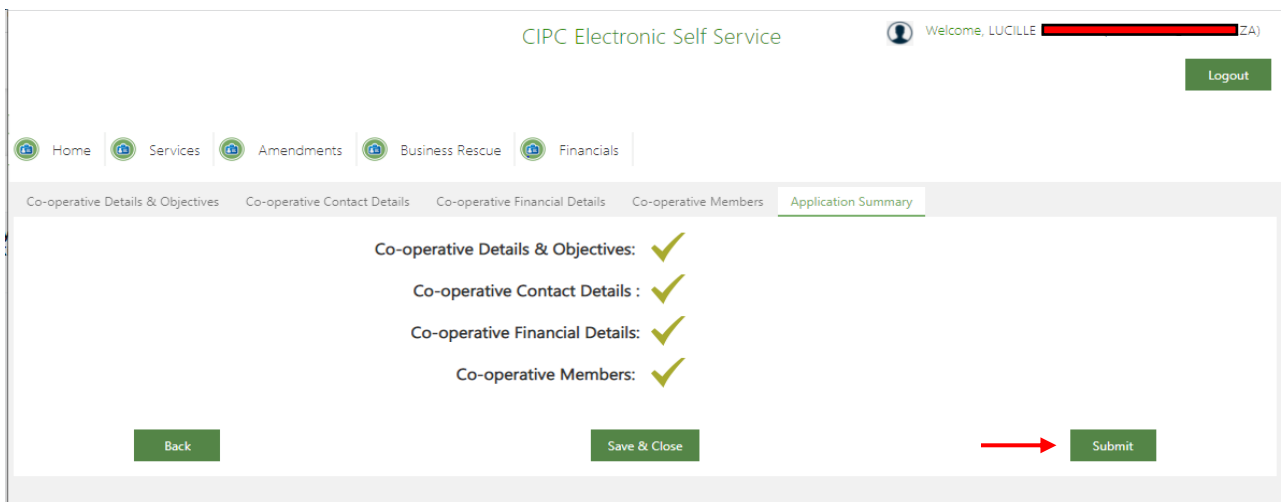 CIPC Electronic Self Service
Welcome, LUCILLE ZA)
Logout
Home Services Amendments Business Rescue Financials
Co-operative Details & Objectives Co-operative Contact Details Co-operative Financial Details Co-operative Members Application Summary
Co-operative Details & Objectives:
Co-operative Contact Details :
Co-operative Financial Details:
Co-operative Members:
Back Save & Close Submit